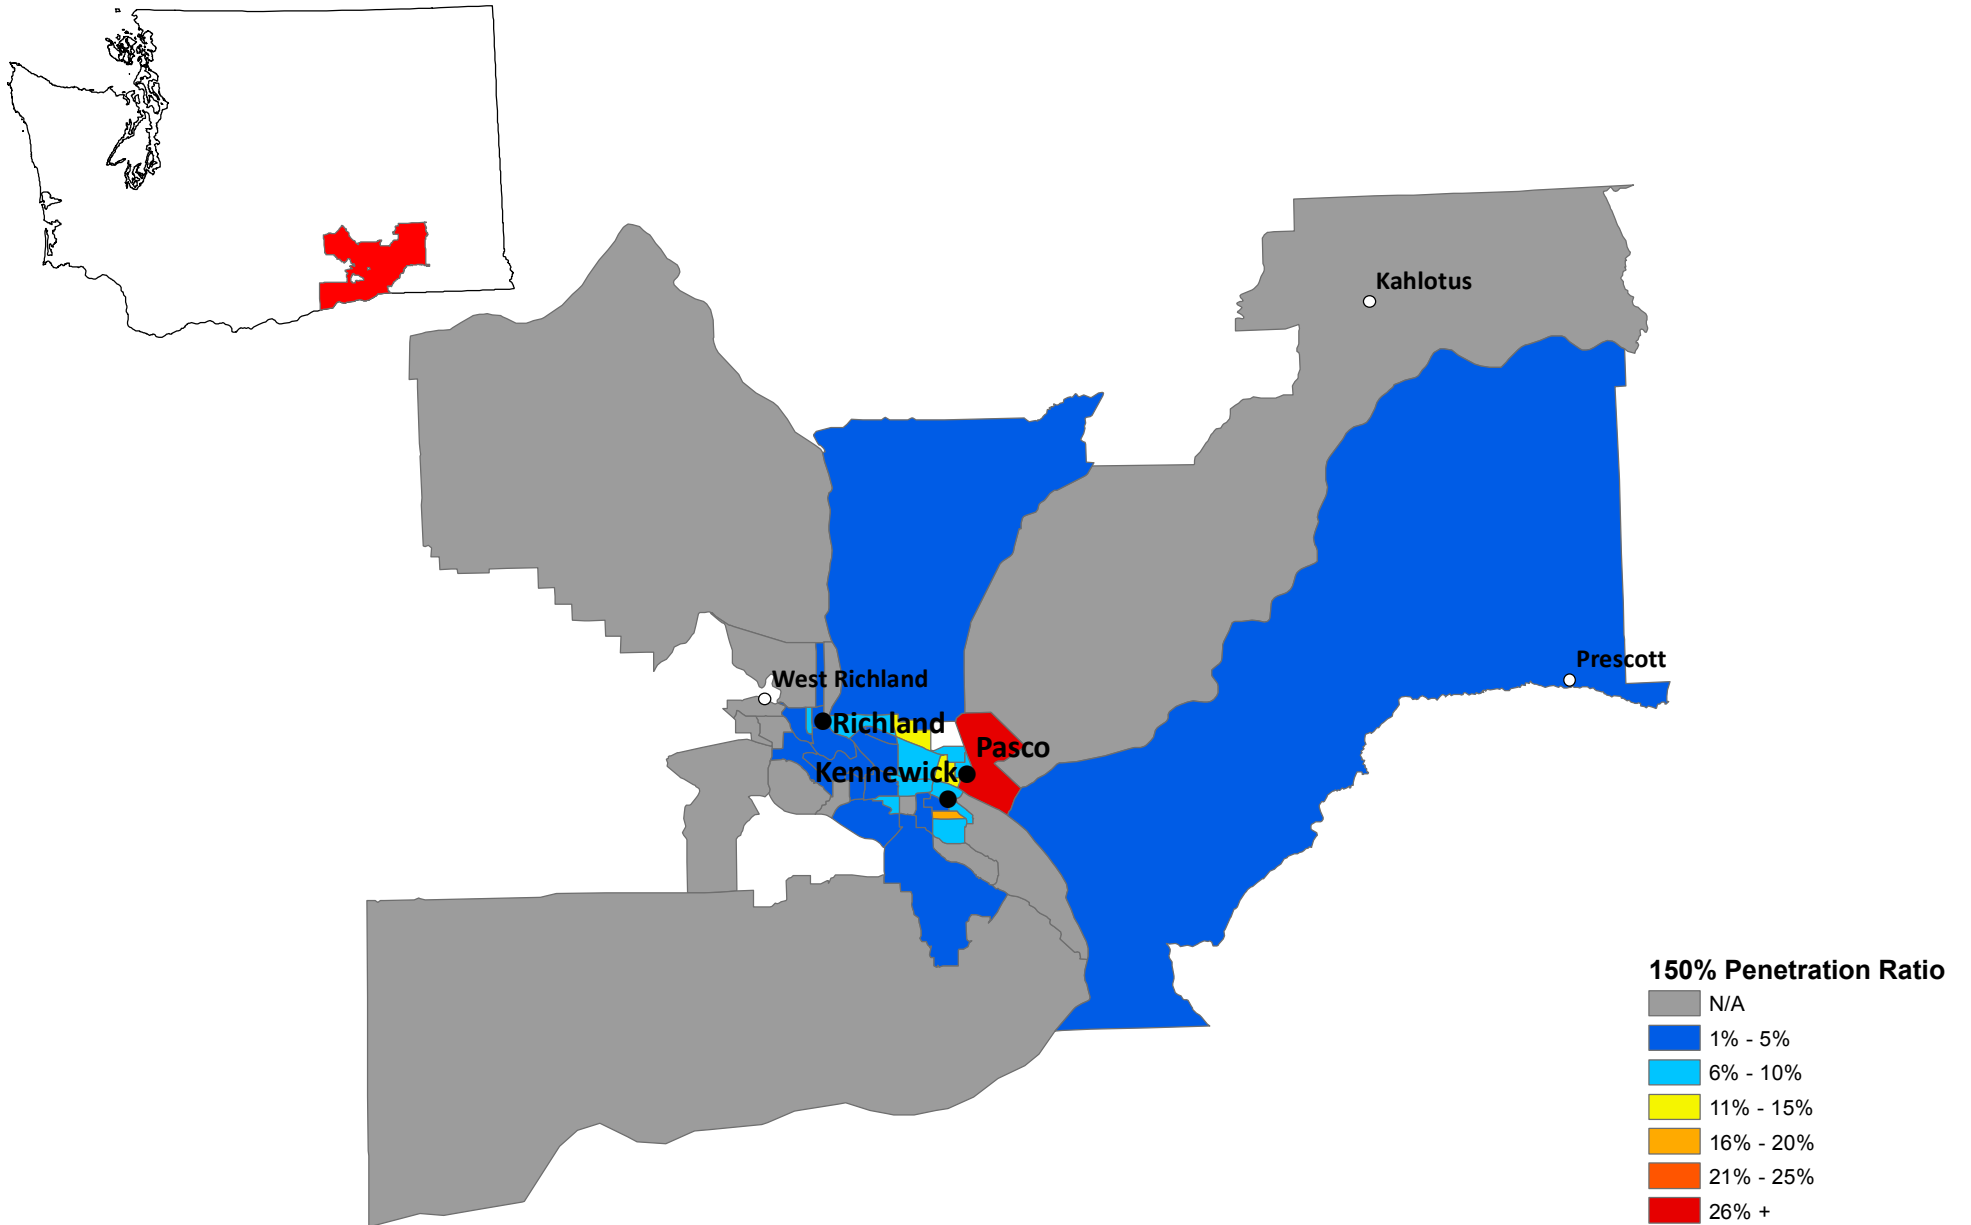 Kahlotus
Prescott
West Richland
Richland
Pasco
Kennewick
150% Penetration Ratio
N/A
1% - 5%
6% - 10%
11% - 15%
16% - 20%
21% - 25%
26% +